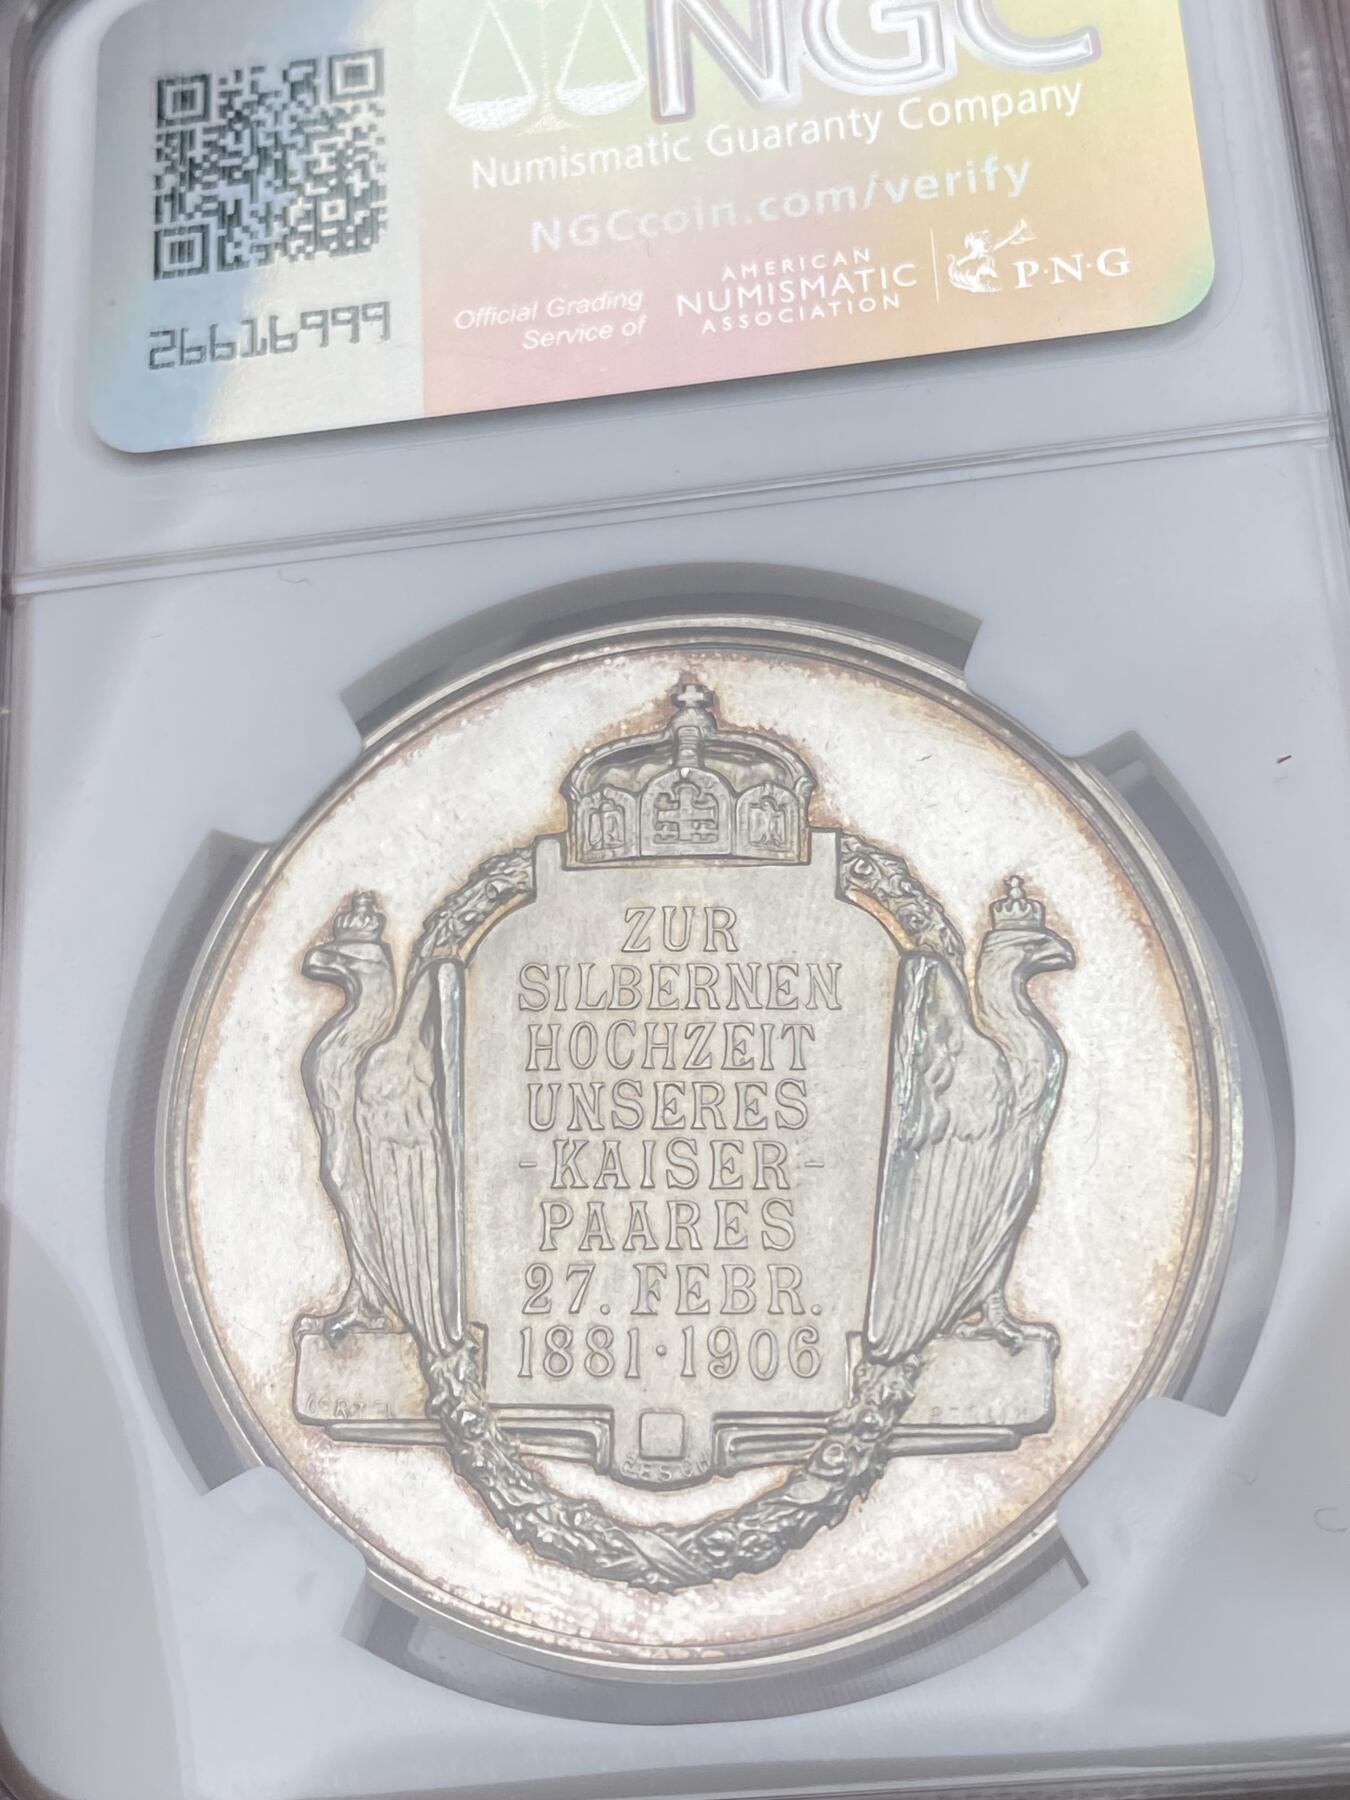 NGC
Numismatic Guaranty Company
NGCcoin.com/verify
Official Grading
Service of
AMERICAN
NUMISMATIC
ASSOCIATION
P·N·G
26616999
ZUR
SILBERNEN
HOCHZEIT
UNSERES
-KAISER-
PAARES
27. FEBR.
1881·1906